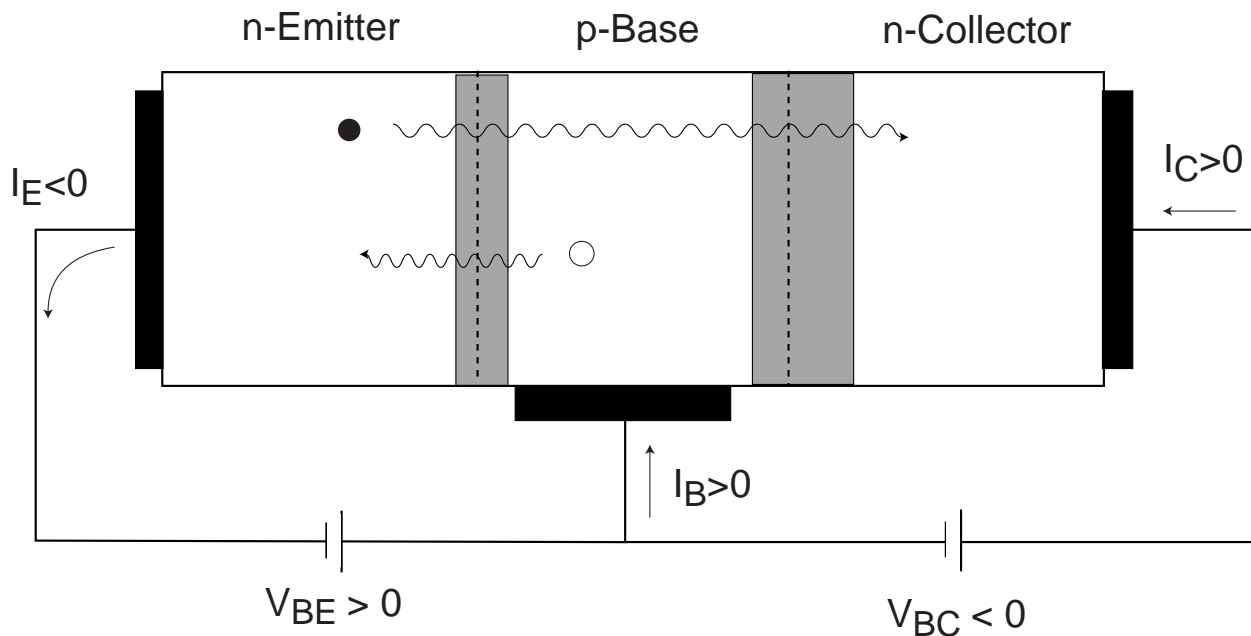 n-Emitter p-Base n-Collector
I_E<0
I_C>0
I_B>0
V_BE > 0
V_BC < 0